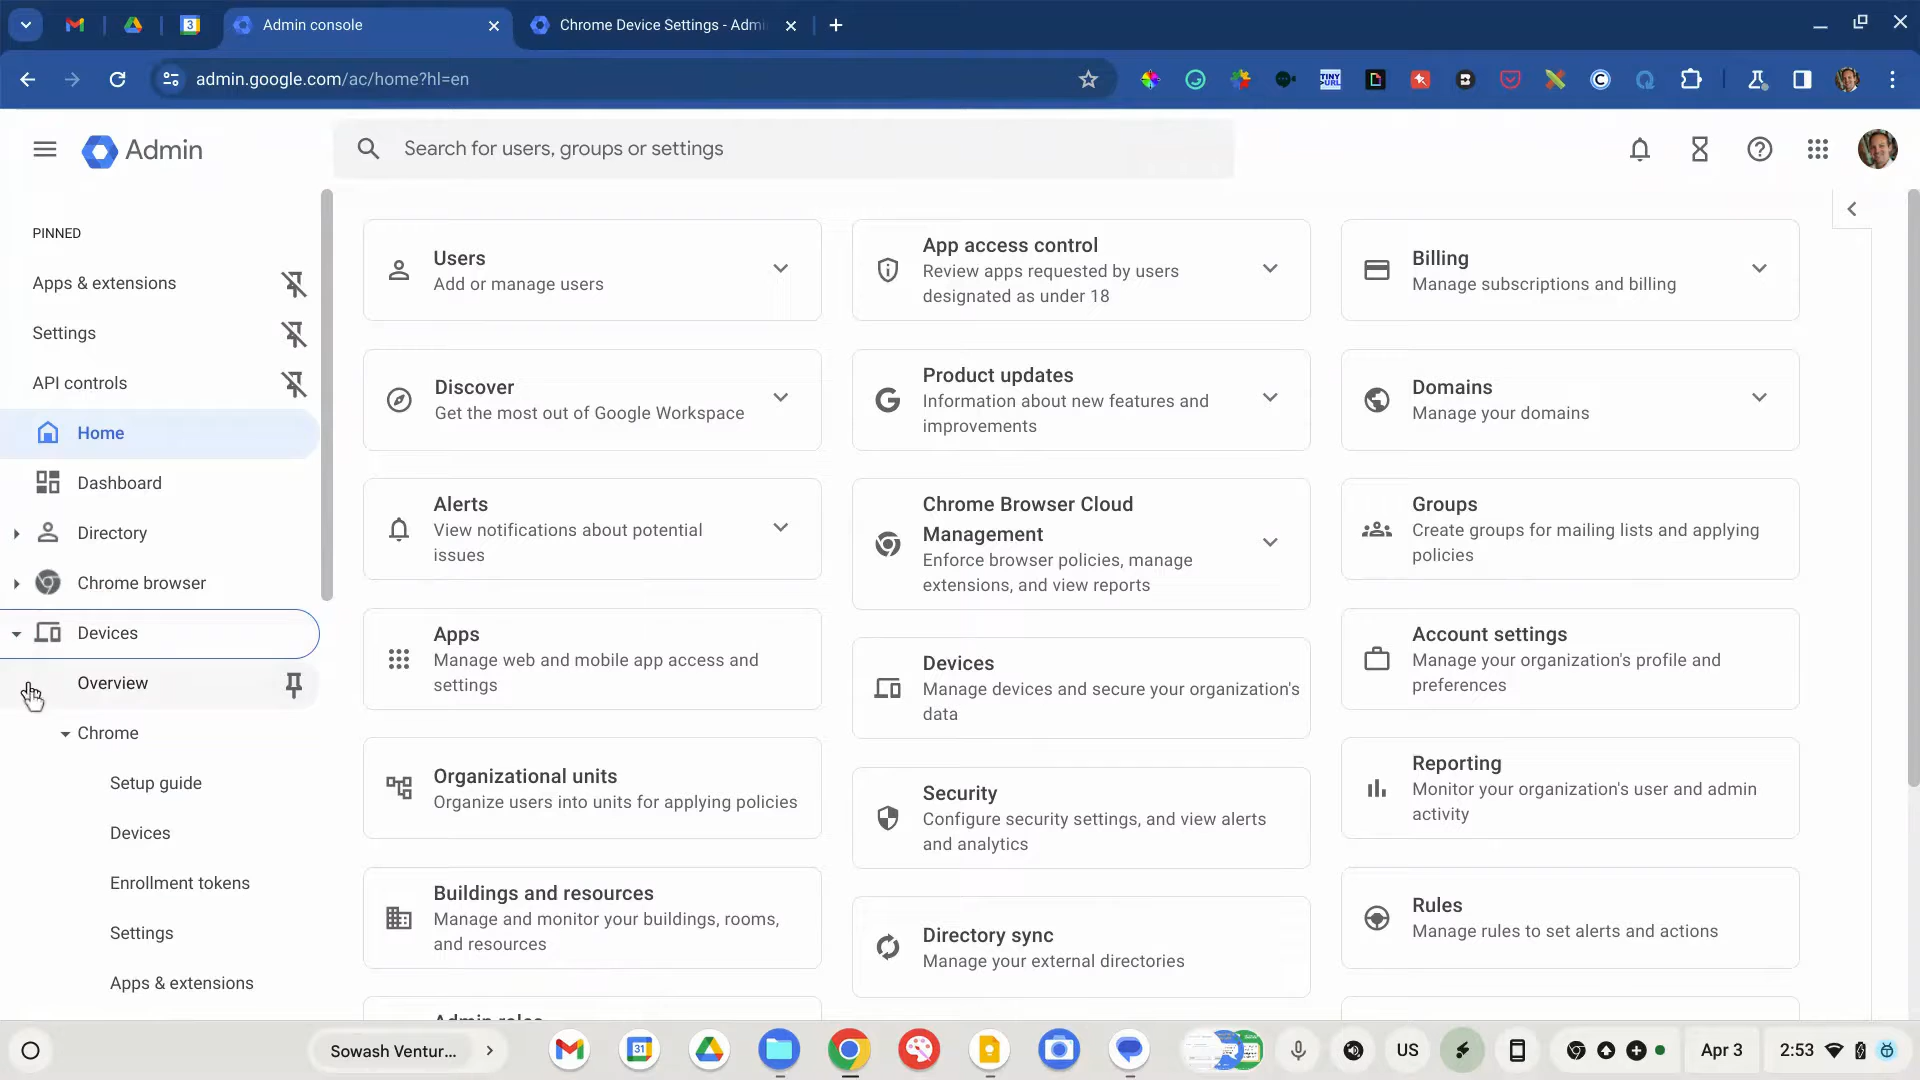 Admin console
Chrome Device Settings - Admi
admin.google.com/ac/home?hl=en
Admin
Search for users, groups or settings
PINNED
Apps & extensions
Settings
API controls
Home
Dashboard
Directory
Chrome browser
Devices
Overview
Chrome
Setup guide
Devices
Enrollment tokens
Settings
Apps & extensions
Users
Add or manage users
App access control
Review apps requested by users
designated as under 18
Billing
Manage subscriptions and billing
Discover
Get the most out of Google Workspace
Product updates
Information about new features and
improvements
Domains
Manage your domains
Alerts
View notifications about potential
issues
Chrome Browser Cloud
Management
Enforce browser policies, manage
extensions, and view reports
Groups
Create groups for mailing lists and applying
policies
Apps
Manage web and mobile app access and
settings
Devices
Manage devices and secure your organization's
data
Account settings
Manage your organization's profile and
preferences
Organizational units
Organize users into units for applying policies
Security
Configure security settings, and view alerts
and analytics
Reporting
Monitor your organization's user and admin
activity
Buildings and resources
Manage and monitor your buildings, rooms,
and resources
Directory sync
Manage your external directories
Rules
Manage rules to set alerts and actions
Admin roles
Sowash Ventur...
31
US
Apr 3
2:53